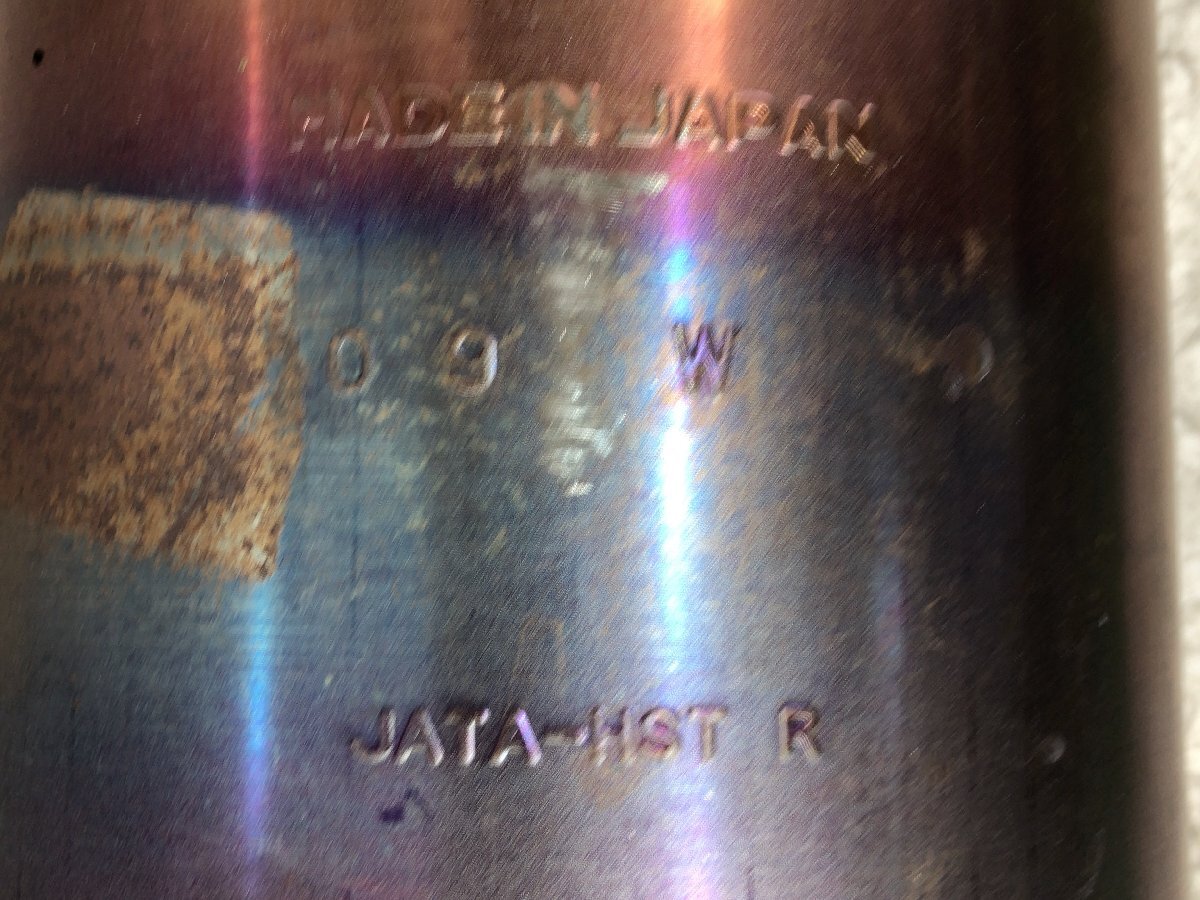 MADE IN JAPAN
09 W
JATA-HST R